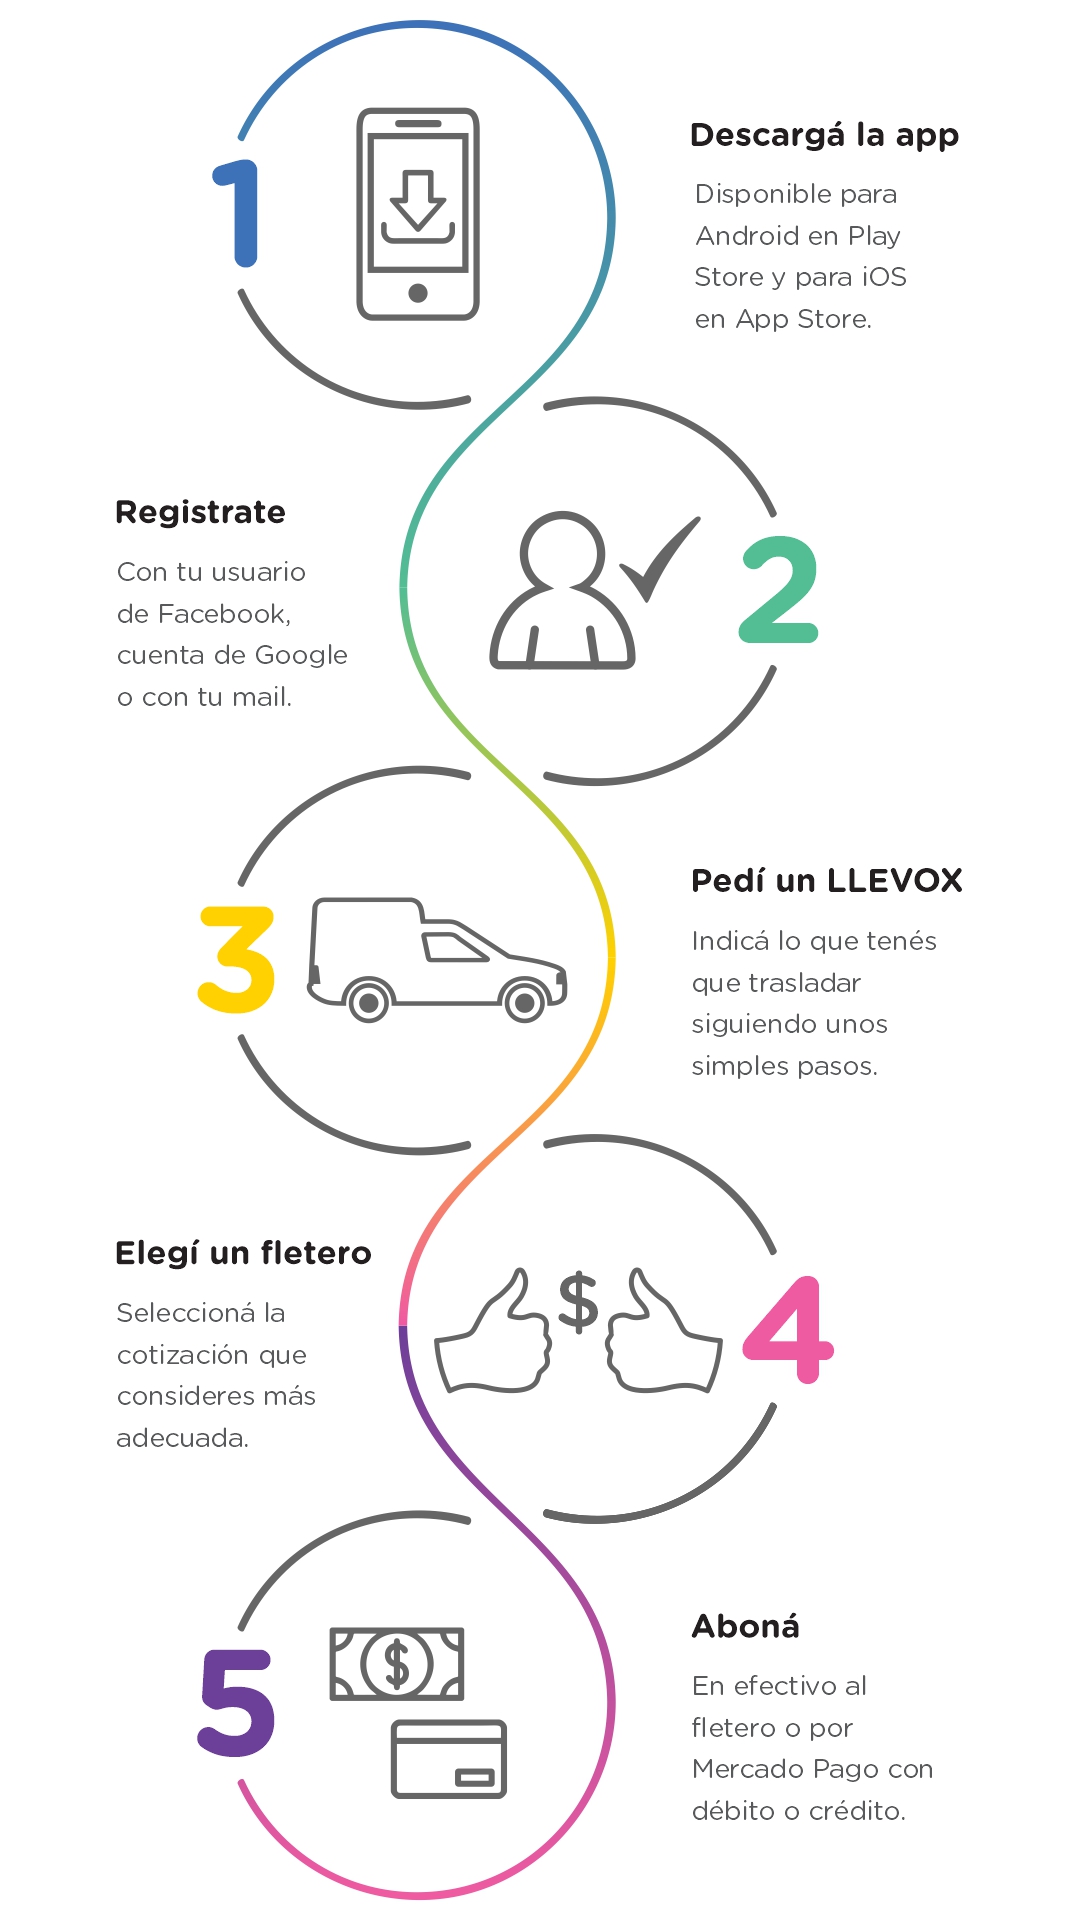 1
Descargá la app
Disponible para
Android en Play
Store y para iOS
en App Store.
2
Registrate
Con tu usuario
de Facebook,
cuenta de Google
o con tu mail.
3
Pedí un LLEVOX
Indicá lo que tenés
que trasladar
siguiendo unos
simples pasos.
4
$
Elegí un fletero
Seleccioná la
cotización que
consideres más
adecuada.
5
$
Aboná
En efectivo al
fletero o por
Mercado Pago con
débito o crédito.